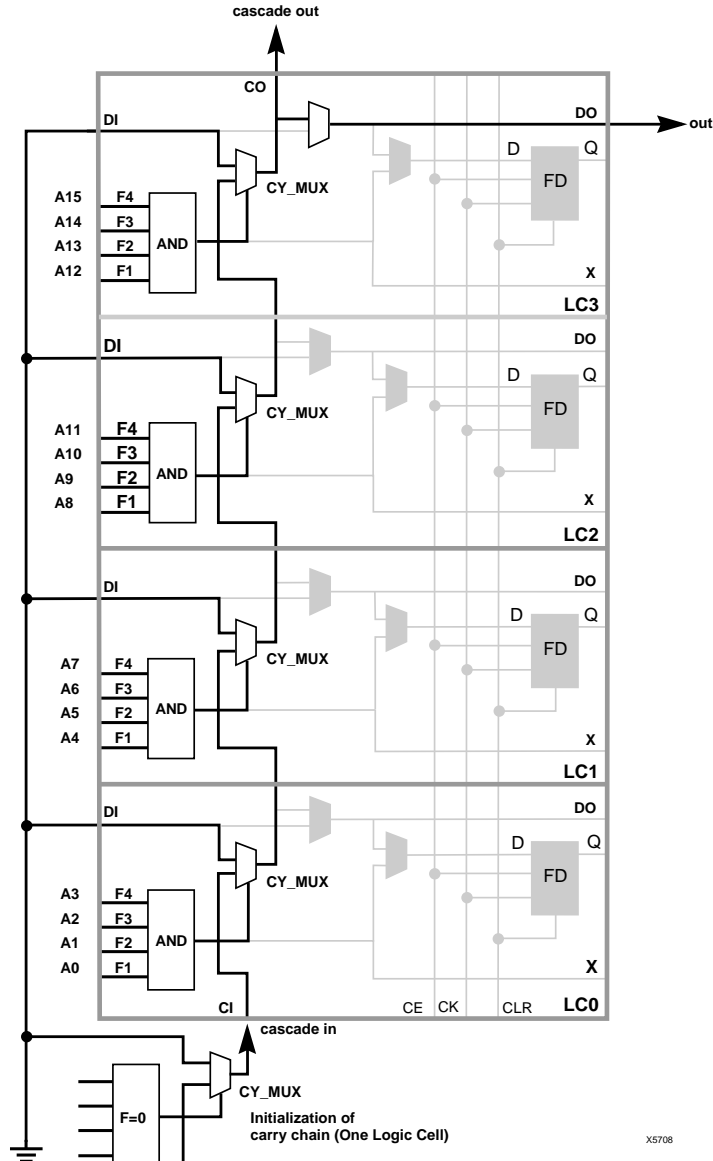 cascade out
CO
DI
DO
out
CY_MUX
D
Q
FD
A15 F4
A14 F3
A13 F2
A12 F1
AND
X
LC3
DI
DO
CY_MUX
D
Q
FD
A11 F4
A10 F3
A9 F2
A8 F1
AND
X
LC2
DI
DO
CY_MUX
D
Q
FD
A7 F4
A6 F3
A5 F2
A4 F1
AND
X
LC1
DI
DO
CY_MUX
D
Q
FD
A3 F4
A2 F3
A1 F2
A0 F1
AND
X
CI
CE CK CLR LC0
cascade in
CY_MUX
F=0
Initialization of
carry chain (One Logic Cell)
X5708